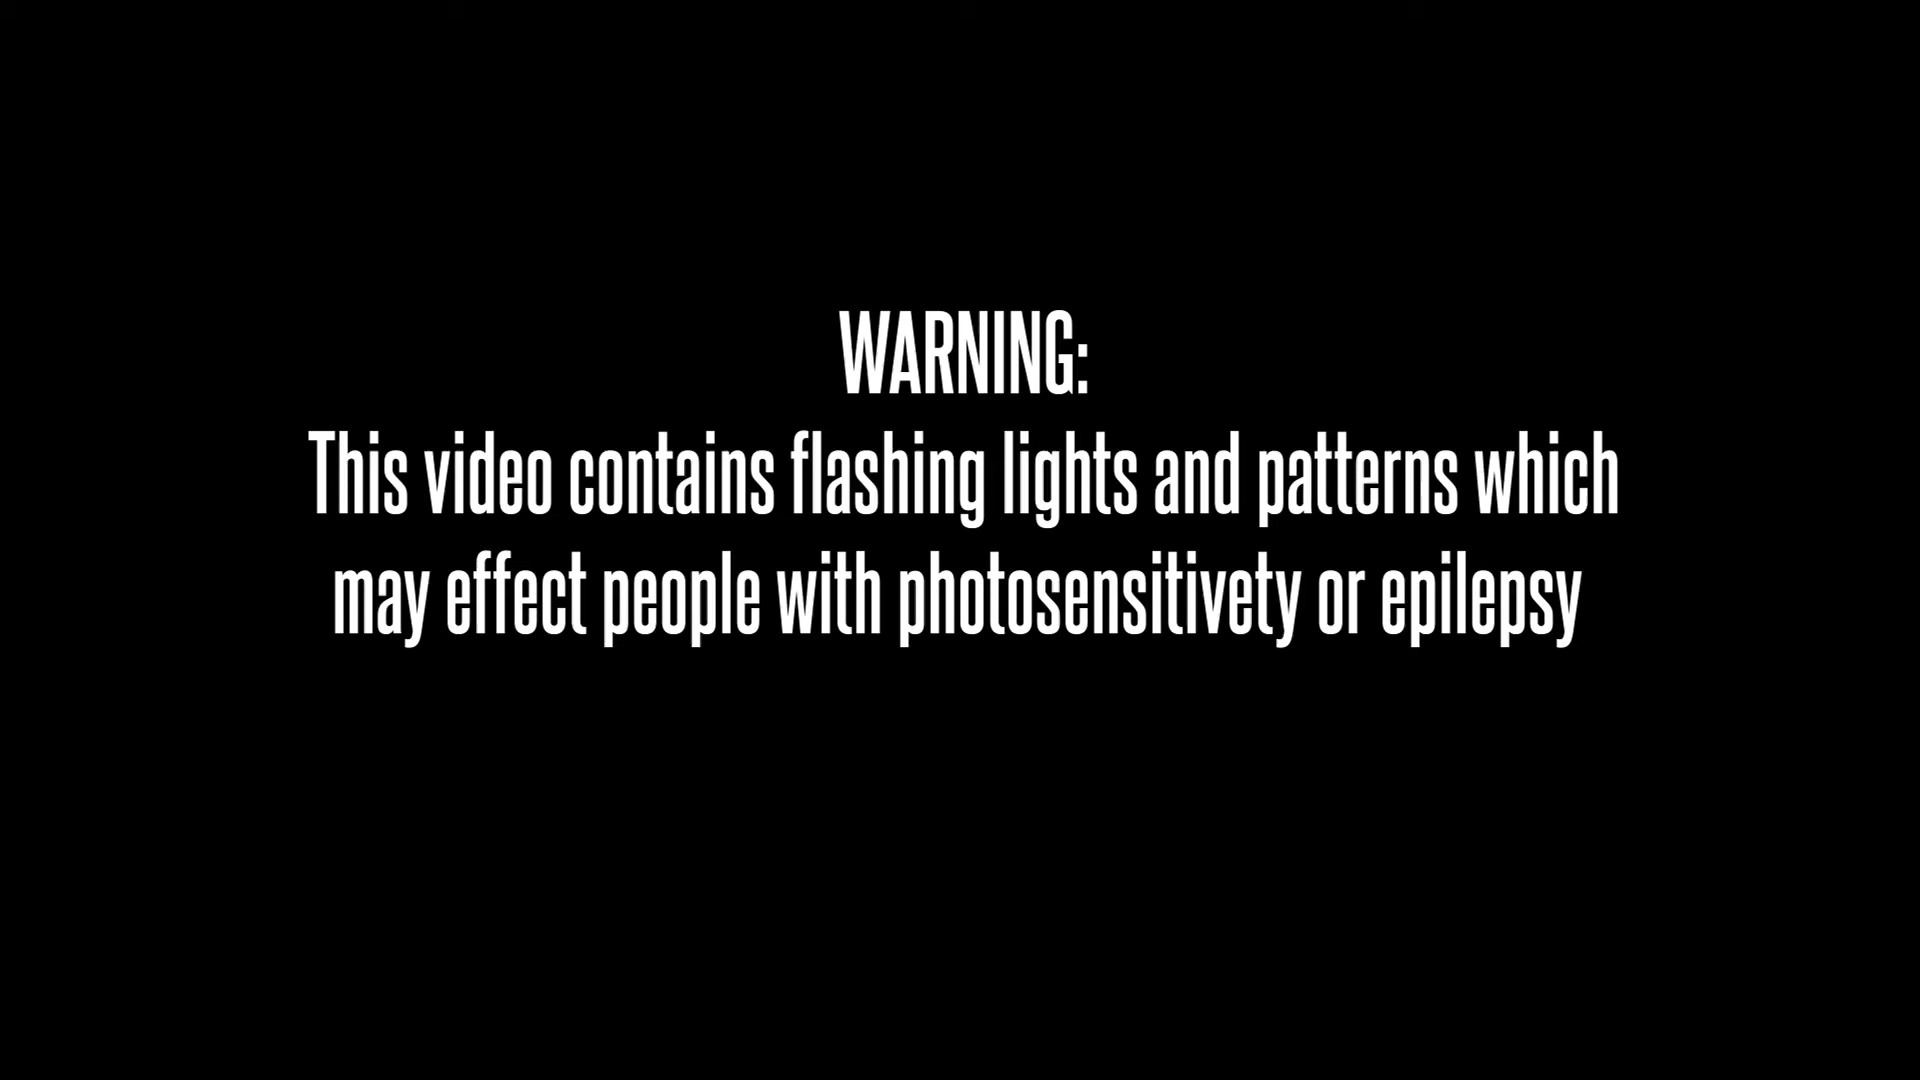 WARNING:
This video contains flashing lights and patterns which
may effect people with photosensitivety or epilepsy